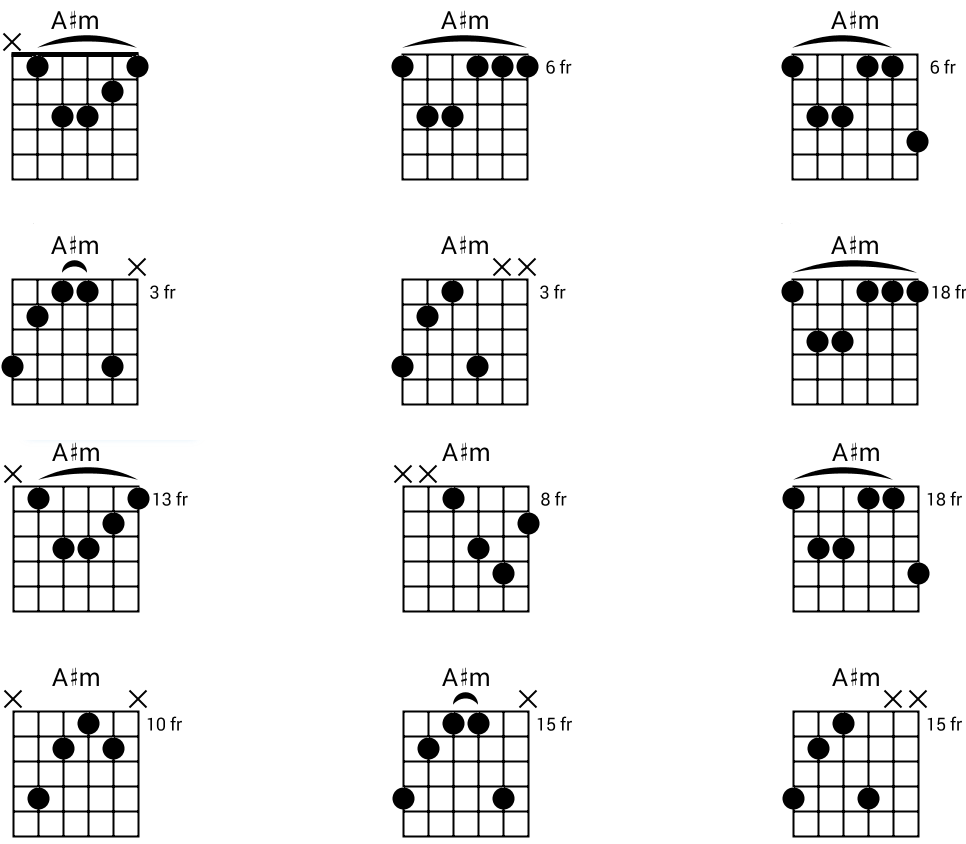 A♯m A♯m A♯m
×
6 fr 6 fr
A♯m A♯m A♯m
× × ×
3 fr 3 fr 18 fr
A♯m A♯m A♯m
× × ×
13 fr 8 fr 18 fr
A♯m A♯m A♯m
× × × × ×
10 fr 15 fr 15 fr